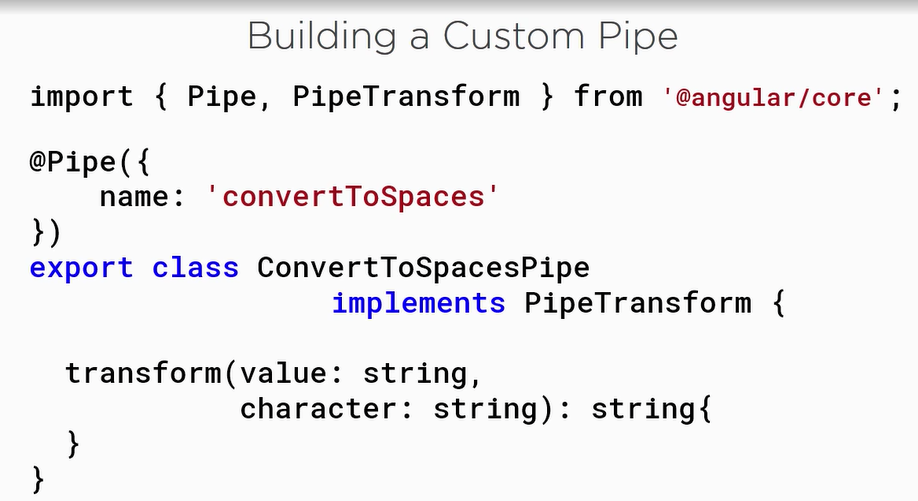 Building a Custom Pipe
import { Pipe, PipeTransform } from '@angular/core';
@Pipe({
    name: 'convertToSpaces'
})
export class ConvertToSpacesPipe
                 implements PipeTransform {
  transform(value: string,
            character: string): string{
  }
}